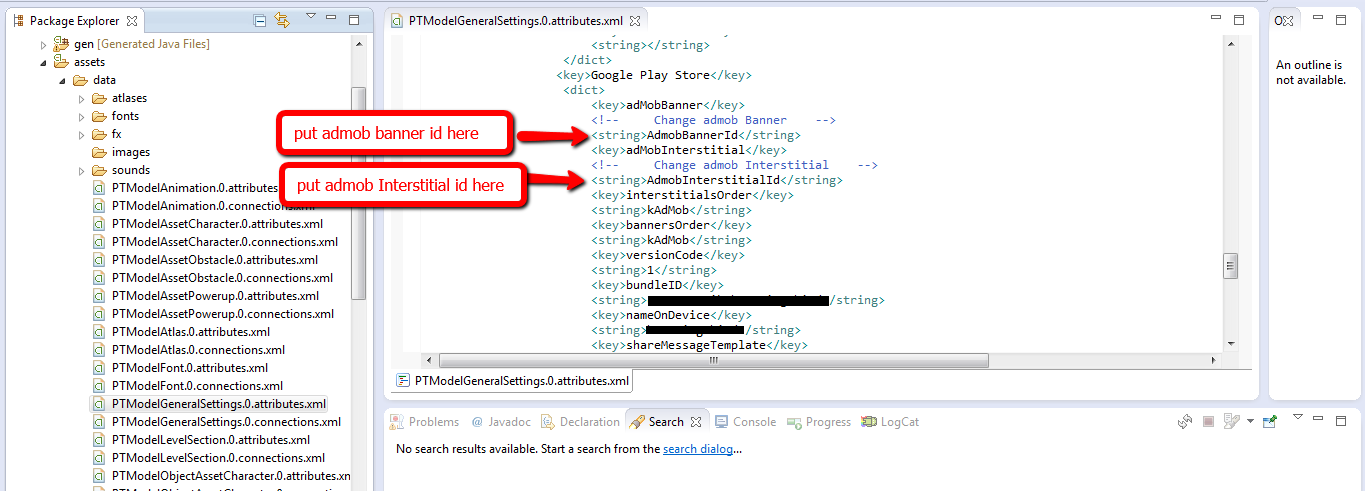 Package Explorer
gen [Generated Java Files]
assets
data
atlases
fonts
fx
images
sounds
PTModelAnimation.0.attributes
PTModelAnimation.0.connections.xml
PTModelAssetCharacter.0.attributes.xml
PTModelAssetCharacter.0.connections.xml
PTModelAssetObstacle.0.attributes.xml
PTModelAssetObstacle.0.connections.xml
PTModelAssetPowerup.0.attributes.xml
PTModelAssetPowerup.0.connections.xml
PTModelAtlas.0.attributes.xml
PTModelAtlas.0.connections.xml
PTModelFont.0.attributes.xml
PTModelFont.0.connections.xml
PTModelGeneralSettings.0.attributes.xml
PTModelGeneralSettings.0.connections.xml
PTModelLevelSection.0.attributes.xml
PTModelLevelSection.0.connections.xml
PTModelObjectAssetCharacter.0.attributes.xm
put admob banner id here
put admob Interstitial id here
PTModelGeneralSettings.0.attributes.xml
<string></string>
</dict>
<key>Google Play Store</key>
<dict>
<key>adMobBanner</key>
<!-- Change admob Banner -->
<string>AdmobBannerId</string>
<key>adMobInterstitial</key>
<!-- Change admob Interstitial -->
<string>AdmobInterstitialId</string>
<key>interstitialsOrder</key>
<string>kAdMob</string>
<key>bannersOrder</key>
<string>kAdMob</string>
<key>versionCode</key>
<string>1</string>
<key>bundleID</key>
<string>/string>
<key>nameOnDevice</key>
<string>/string>
<key>shareMessageTemplate</key>
PTModelGeneralSettings.0.attributes.xml
An outline is
not available.
Problems @ Javadoc Declaration Search Console Progress LogCat
No search results available. Start a search from the search dialog...